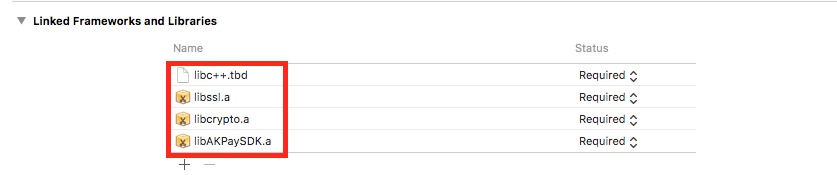 Linked Frameworks and Libraries
Name Status
libc++.tbd Required
libssl.a Required
libcrypto.a Required
libAKPaySDK.a Required